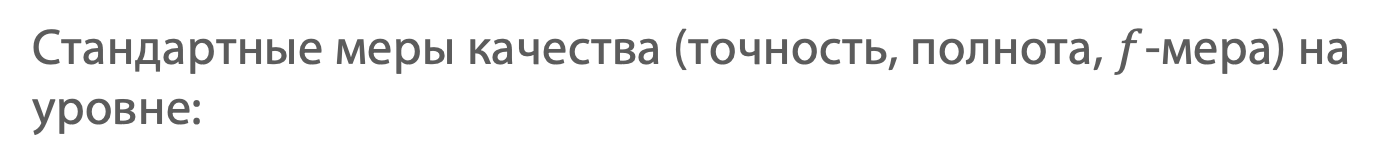 Стандартные меры качества (точность, полнота, f-мера) на
уровне: